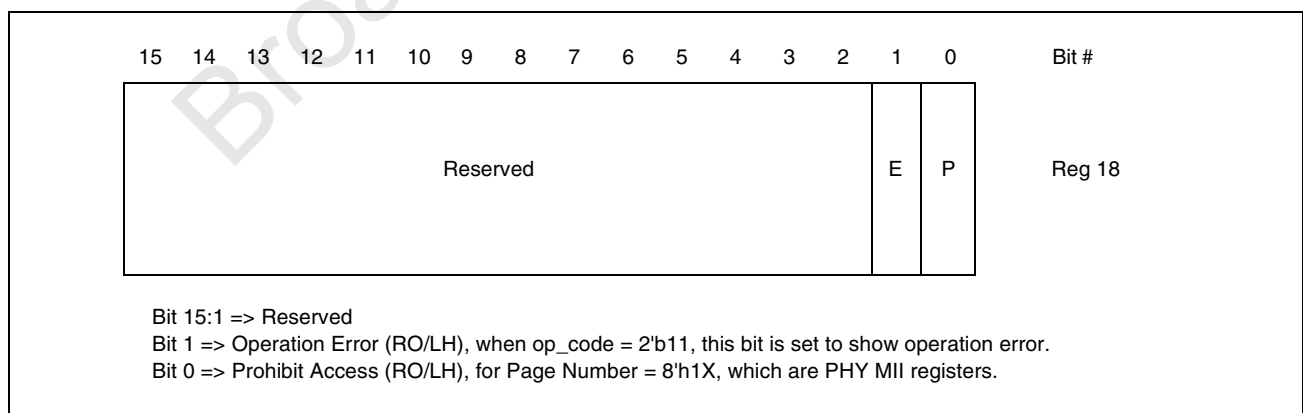 15 14 13 12 11 10 9 8 7 6 5 4 3 2 1 0 Bit #
Reserved E P Reg 18
Bit 15:1 => Reserved
Bit 1 => Operation Error (RO/LH), when op_code = 2'b11, this bit is set to show operation error.
Bit 0 => Prohibit Access (RO/LH), for Page Number = 8'h1X, which are PHY MII registers.